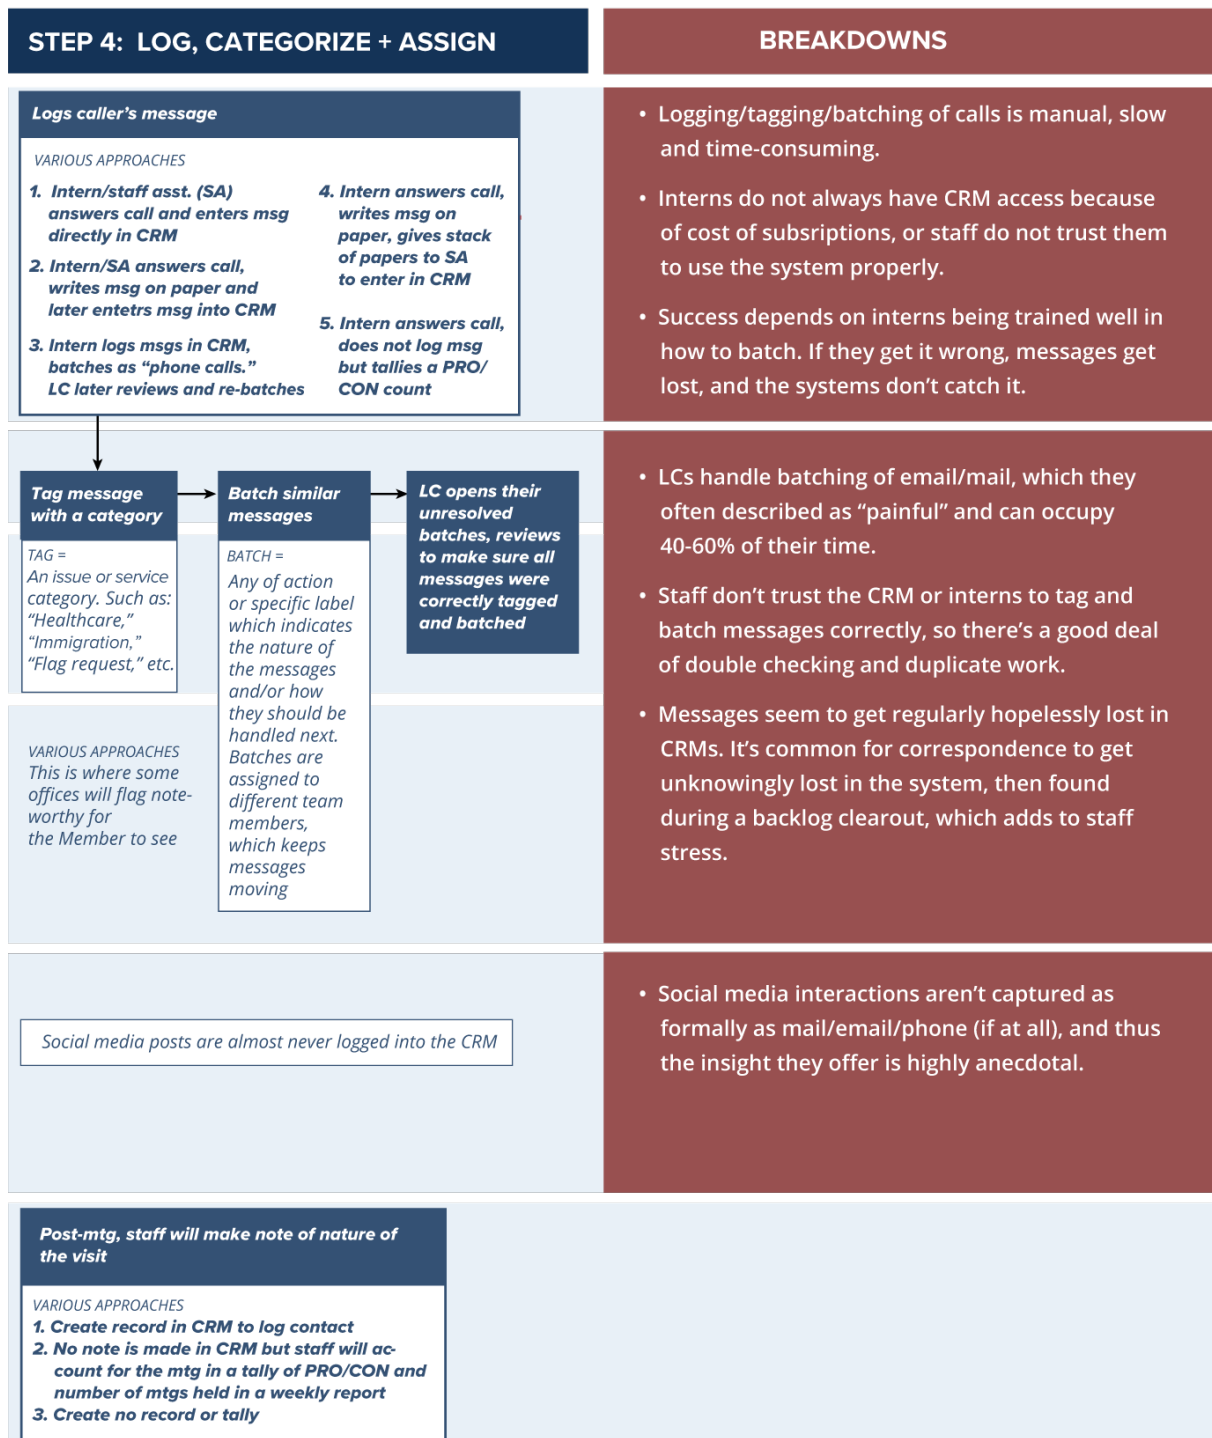 STEP 4:  LOG, CATEGORIZE + ASSIGN
BREAKDOWNS
Logs caller's message
VARIOUS APPROACHES
1. Intern/staff asst. (SA)
answers call and enters msg
directly in CRM
2. Intern/SA answers call,
writes msg on paper and
later entetrs msg into CRM
3. Intern logs msgs in CRM,
batches as “phone calls.”
LC later reviews and re-batches
4. Intern answers call,
writes msg on
paper, gives stack
of papers to SA
to enter in CRM
5. Intern answers call,
does not log msg
but tallies a PRO/
CON count
• Logging/tagging/batching of calls is manual, slow
and time-consuming.
• Interns do not always have CRM access because
of cost of subsriptions, or staff do not trust them
to use the system properly.
• Success depends on interns being trained well in
how to batch. If they get it wrong, messages get
lost, and the systems don’t catch it.
Tag message
with a category
TAG =
An issue or service
category. Such as:
“Healthcare,”
“Immigration,”
“Flag request,” etc.
VARIOUS APPROACHES
This is where some
offices will flag note-
worthy for
the Member to see
Batch similar
messages
BATCH =
Any of action
or specific label
which indicates
the nature of
the messages
and/or how
they should be
handled next.
Batches are
assigned to
different team
members,
which keeps
messages
moving
LC opens their
unresolved
batches, reviews
to make sure all
messages were
correctly tagged
and batched
• LCs handle batching of email/mail, which they
often described as “painful” and can occupy
40-60% of their time.
• Staff don’t trust the CRM or interns to tag and
batch messages correctly, so there’s a good deal
of double checking and duplicate work.
• Messages seem to get regularly hopelessly lost in
CRMs. It’s common for correspondence to get
unknowingly lost in the system, then found
during a backlog clearout, which adds to staff
stress.
Social media posts are almost never logged into the CRM
• Social media interactions aren’t captured as
formally as mail/email/phone (if at all), and thus
the insight they offer is highly anecdotal.
Post-mtg, staff will make note of nature of
the visit
VARIOUS APPROACHES
1. Create record in CRM to log contact
2. No note is made in CRM but staff will ac-
count for the mtg in a tally of PRO/CON and
number of mtgs held in a weekly report
3. Create no record or tally